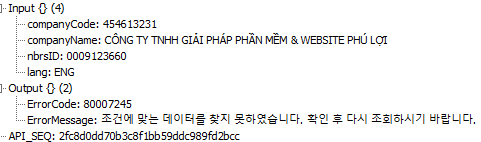 Input {} (4)
companyCode: 454613231
companyName: CÔNG TY TNHH GIẢI PHÁP PHẦN MỀM & WEBSITE PHÚ LỢI
nbrsID: 0009123660
lang: ENG
Output {} (2)
ErrorCode: 80007245
ErrorMessage: 조건에 맞는 데이터를 찾지 못하였습니다. 확인 후 다시 조회하시기 바랍니다.
API_SEQ: 2fc8d0dd70b3c8f1bb59ddc989fd2bcc